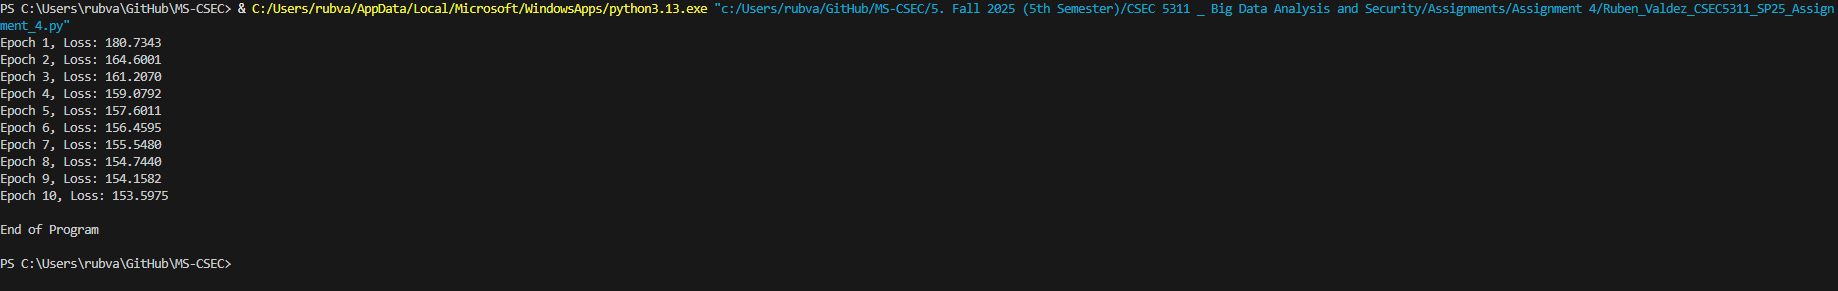 PS C:\Users\rubva\GitHub\MS-CSEC> & C:/Users/rubva/AppData/Local/Microsoft/WindowsApps/python3.13.exe "c:/Users/rubva/GitHub/MS-CSEC/5. Fall 2025 (5th Semester)/CSEC 5311 _ Big Data Analysis and Security/Assignments/Assignment 4/Ruben_Valdez_CSEC5311_SP25_Assign
ment_4.py"
Epoch 1, Loss: 180.7343
Epoch 2, Loss: 164.6001
Epoch 3, Loss: 161.2070
Epoch 4, Loss: 159.0792
Epoch 5, Loss: 157.6011
Epoch 6, Loss: 156.4595
Epoch 7, Loss: 155.5480
Epoch 8, Loss: 154.7440
Epoch 9, Loss: 154.1582
Epoch 10, Loss: 153.5975
End of Program
PS C:\Users\rubva\GitHub\MS-CSEC>